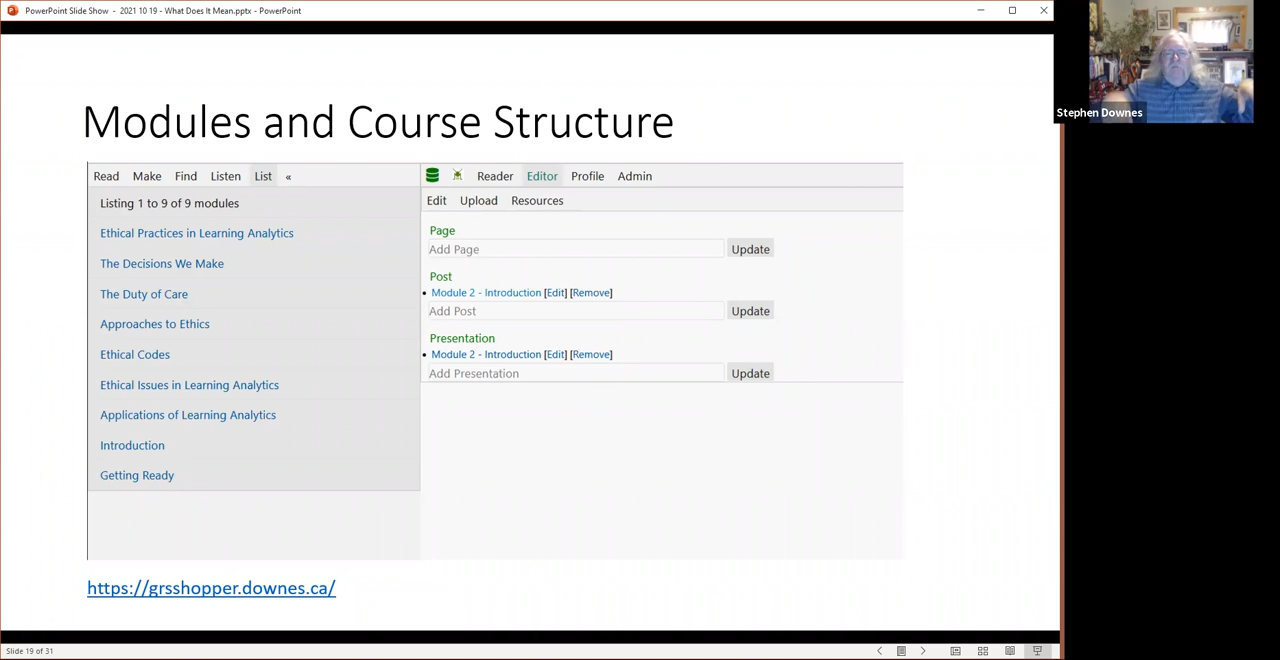 PowerPoint Slide Show - 2021 10 19 - What Does It Mean.pptx - PowerPoint
Stephen Downes
Modules and Course Structure
Read Make Find Listen List «
Listing 1 to 9 of 9 modules
Ethical Practices in Learning Analytics
The Decisions We Make
The Duty of Care
Approaches to Ethics
Ethical Codes
Ethical Issues in Learning Analytics
Applications of Learning Analytics
Introduction
Getting Ready
Reader Editor Profile Admin
Edit Upload Resources
Page
Add Page Update
Post
• Module 2 - Introduction [Edit] [Remove]
Add Post Update
Presentation
• Module 2 - Introduction [Edit] [Remove]
Add Presentation Update
https://grsshopper.downes.ca/
Slide 19 of 31